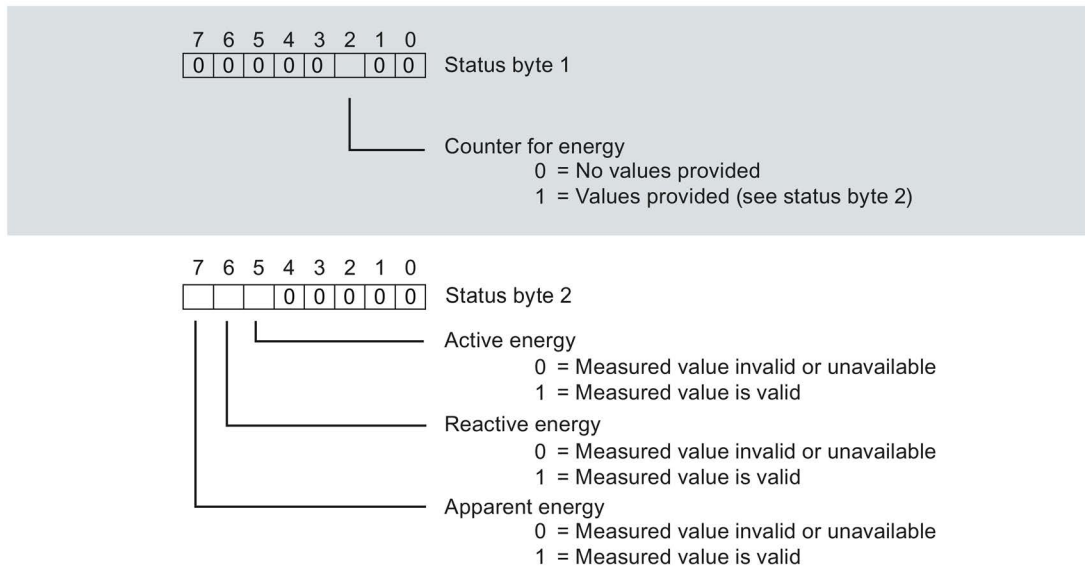 7 6 5 4 3 2 1 0
0 0 0 0 0 0 0 Status byte 1
Counter for energy
0 = No values provided
1 = Values provided (see status byte 2)
7 6 5 4 3 2 1 0
0 0 0 0 0 Status byte 2
Active energy
0 = Measured value invalid or unavailable
1 = Measured value is valid
Reactive energy
0 = Measured value invalid or unavailable
1 = Measured value is valid
Apparent energy
0 = Measured value invalid or unavailable
1 = Measured value is valid